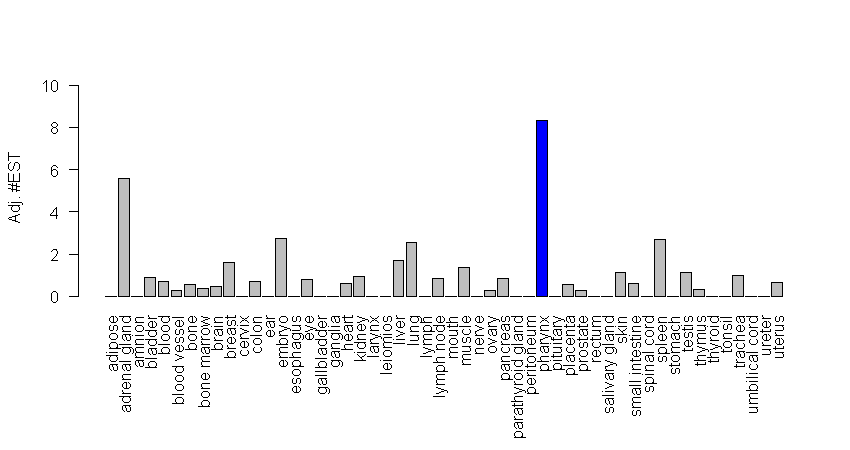 Adj. #EST
10
8
6
4
2
0
adipose
adrenal gland
amnion
bladder
blood
blood vessel
bone
bone marrow
brain
breast
cervix
colon
ear
embryo
esophagus
eye
gallbladder
ganglia
heart
kidney
larynx
leiomios
liver
lung
lymph
lymph node
mouth
muscle
nerve
ovary
pancreas
parathyroid gland
peritoneum
pharynx
pituitary
placenta
prostate
rectum
salivary gland
skin
small intestine
spinal cord
spleen
stomach
testis
thymus
thyroid
tonsil
trachea
umbilical cord
ureter
uterus